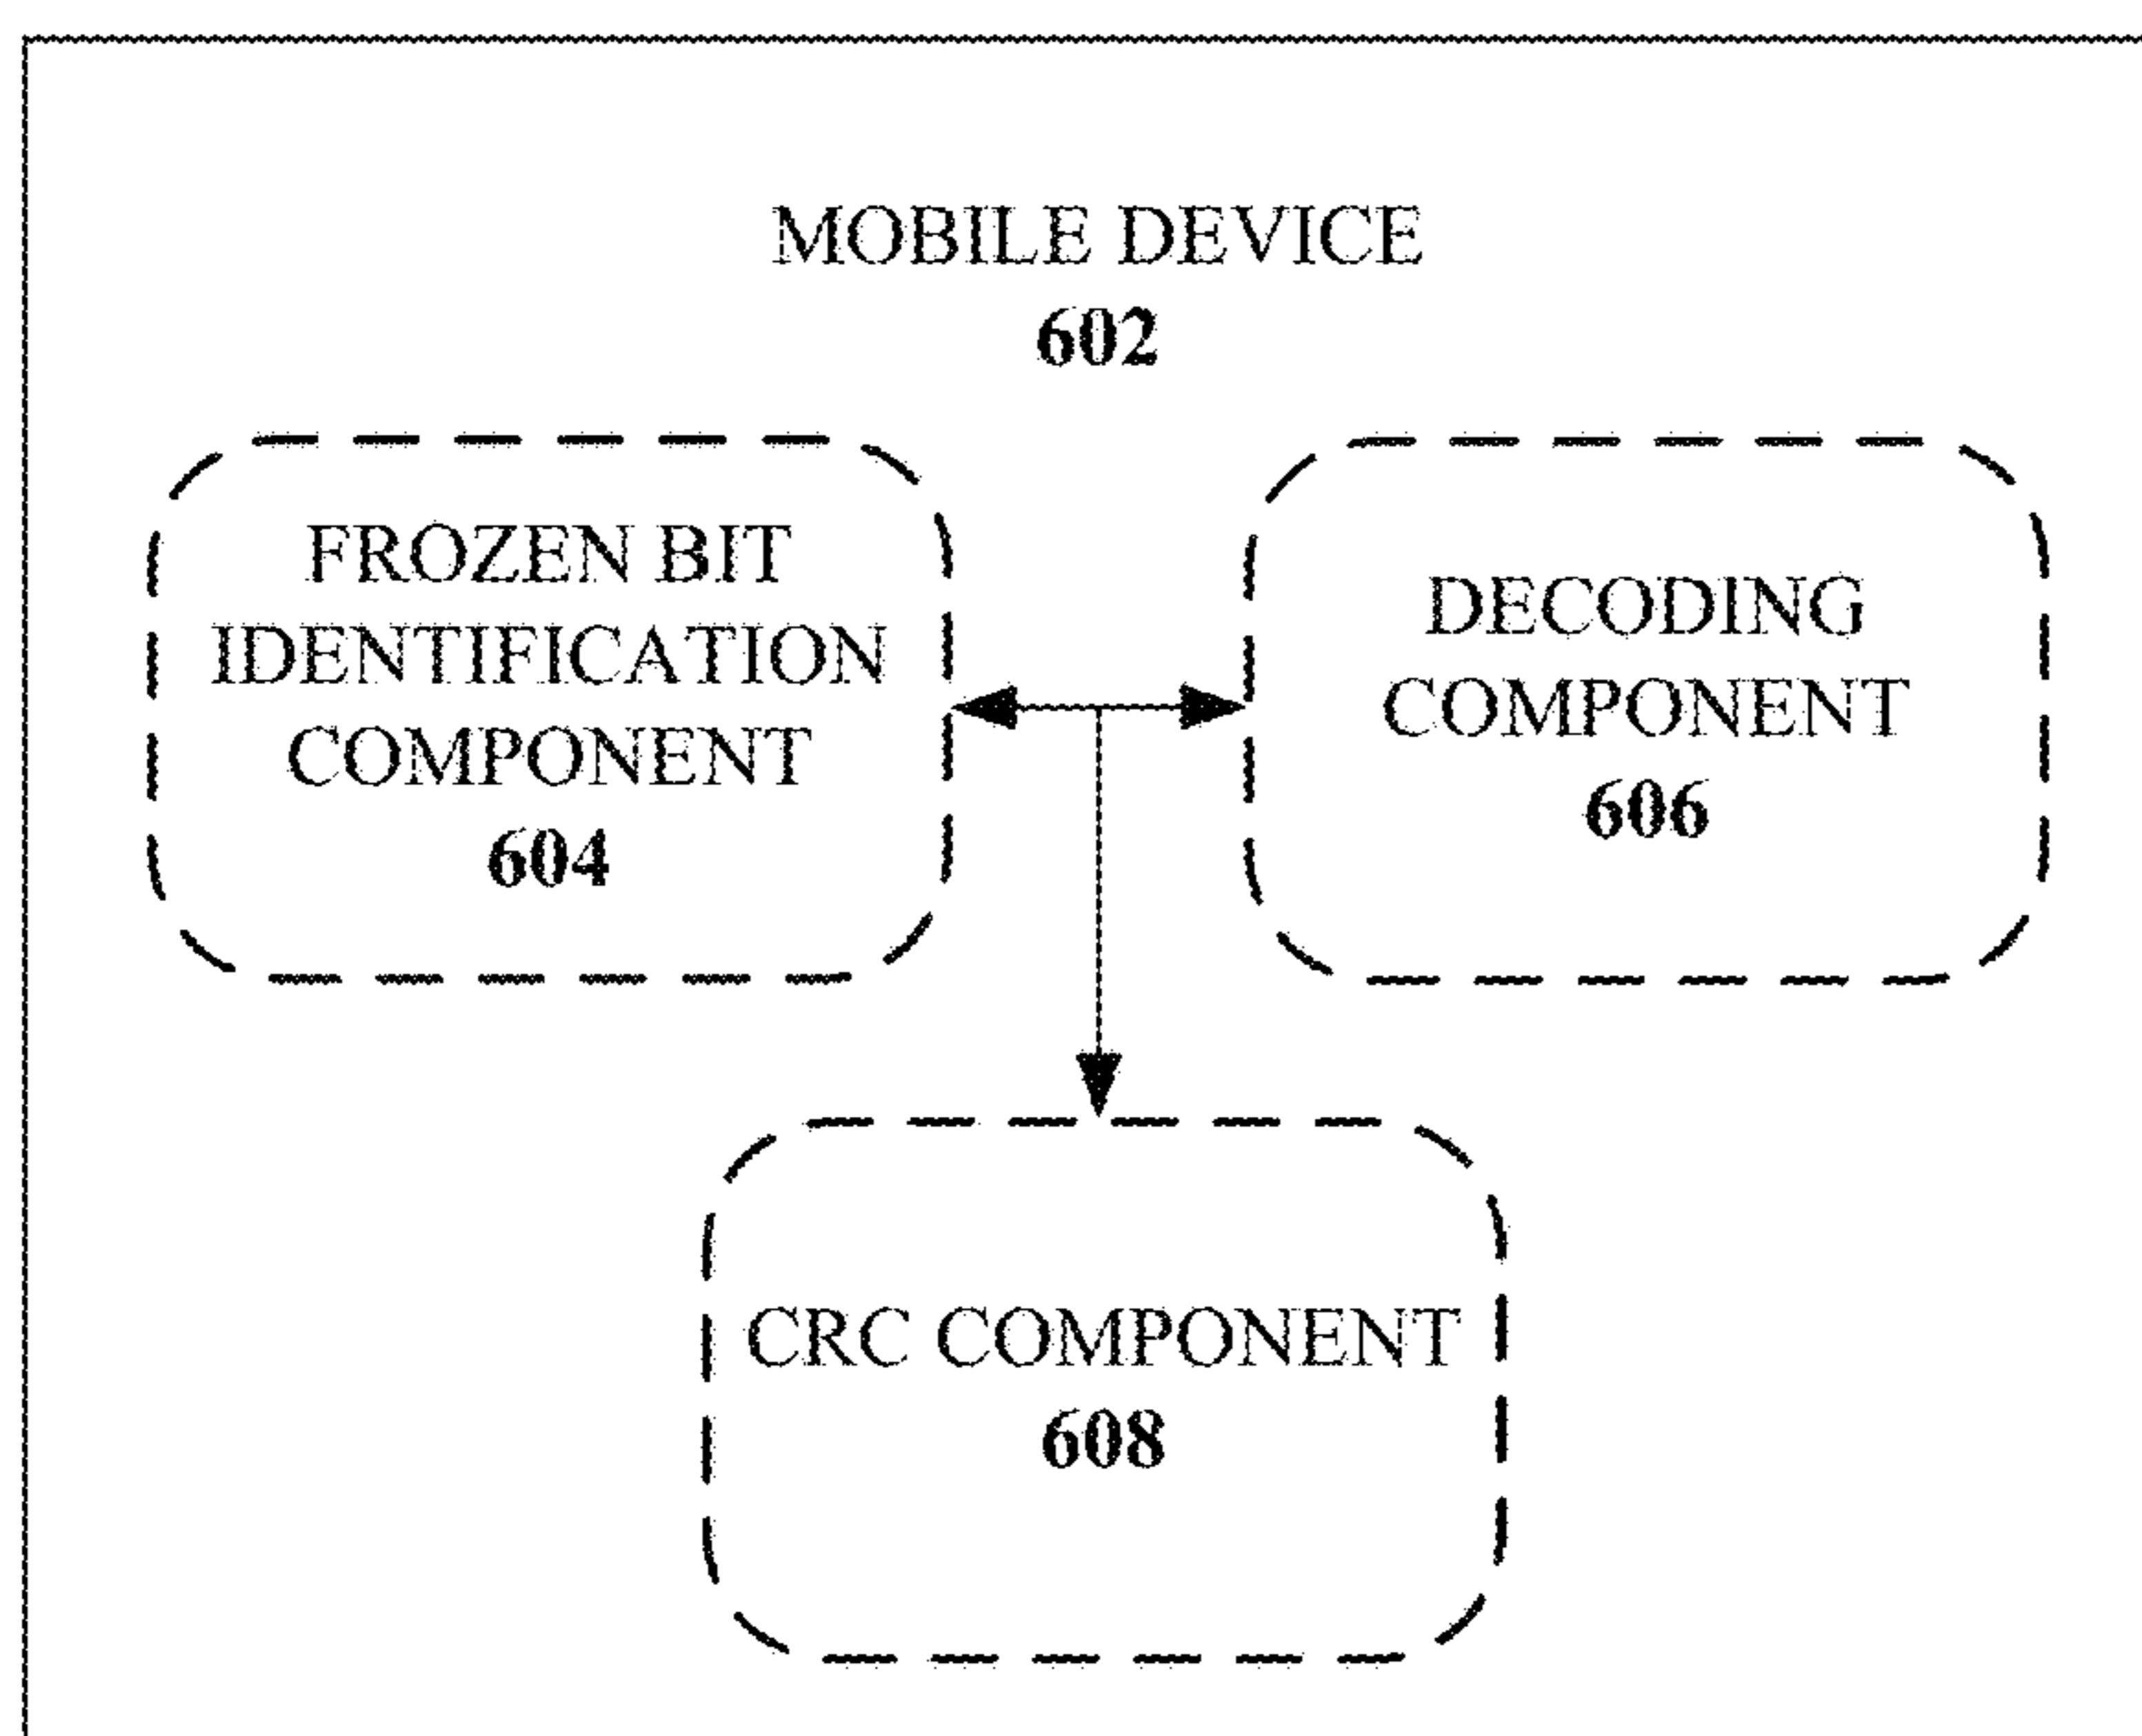 MOBILE DEVICE
602
FROZEN BIT
IDENTIFICATION
COMPONENT
604
DECODING
COMPONENT
606
CRC COMPONENT
608